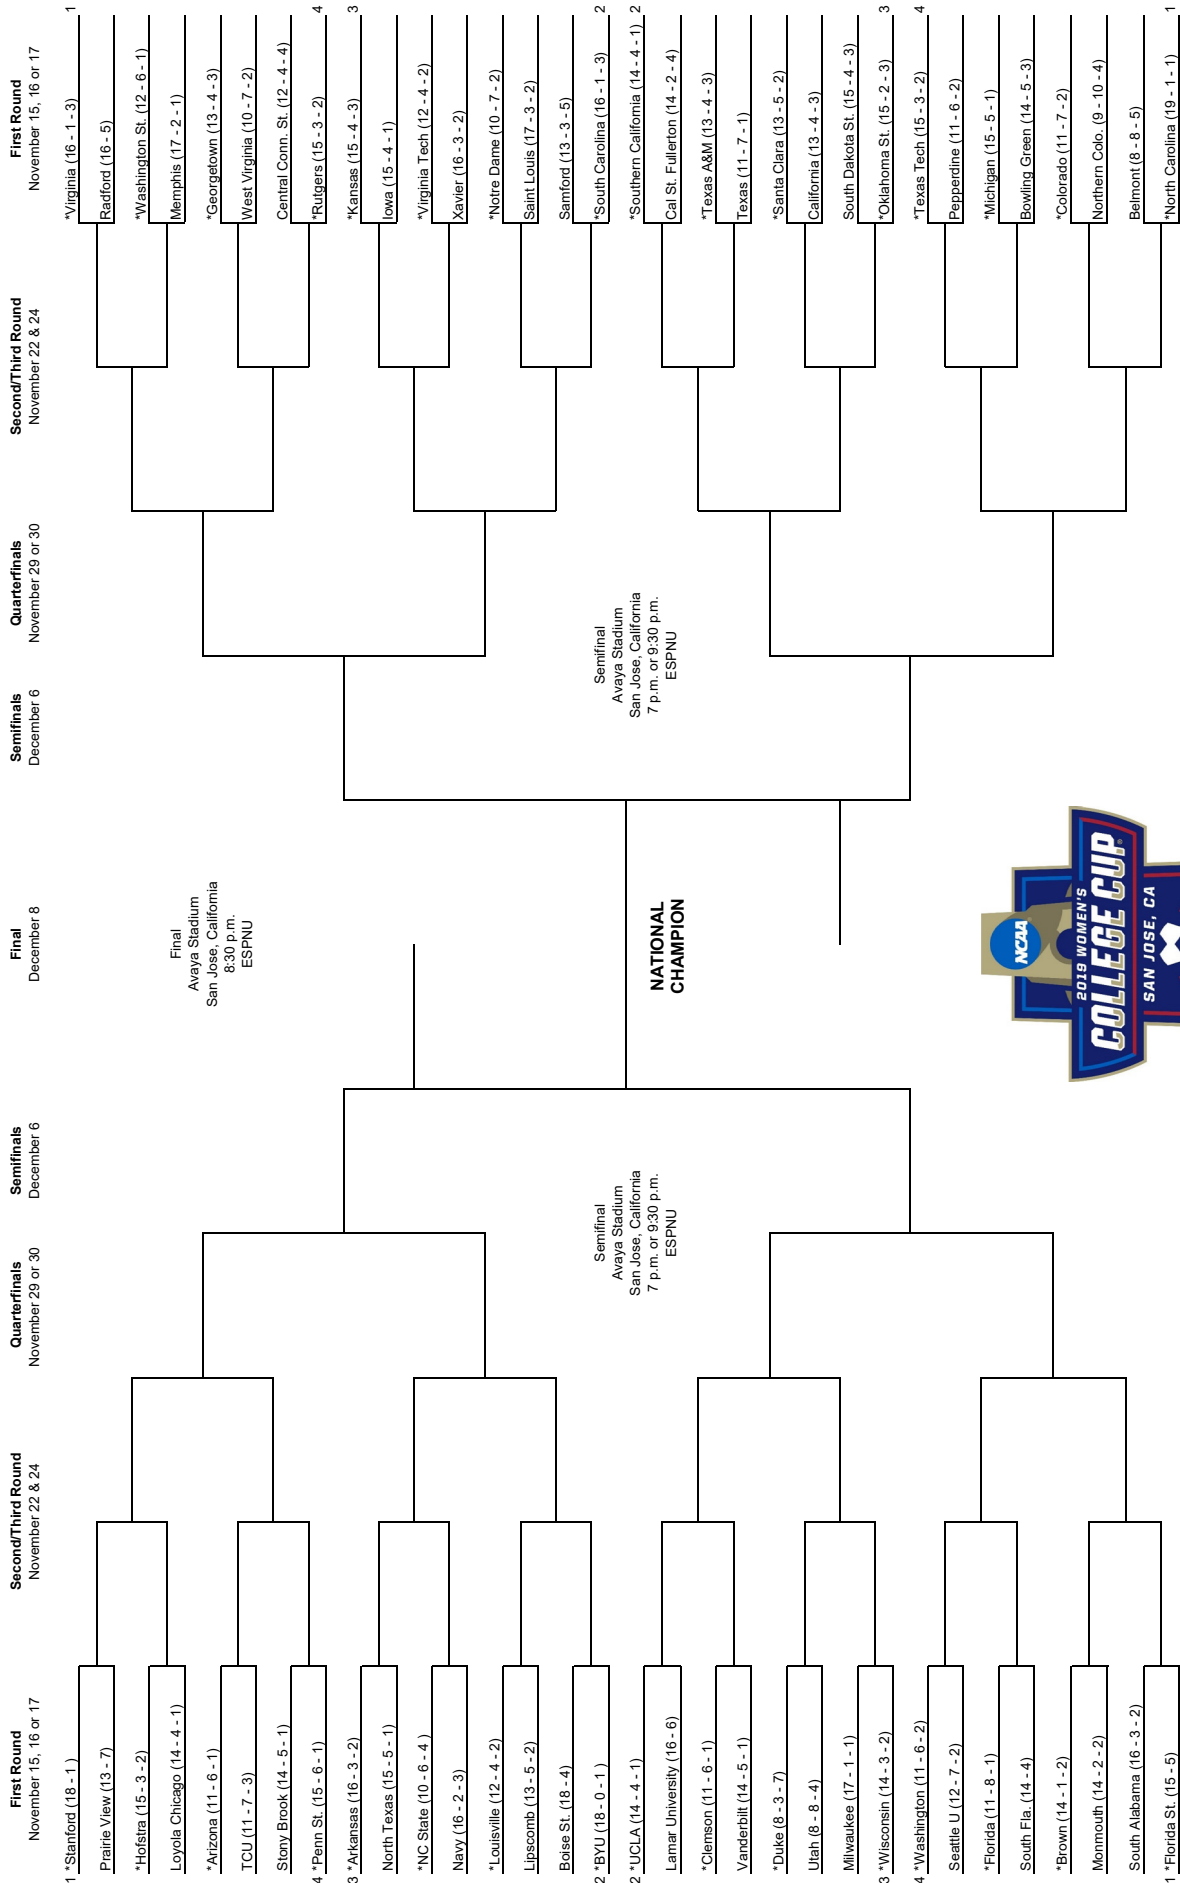 First Round
November 15, 16 or 17
Second/Third Round
November 22 & 24
Quarterfinals
November 29 or 30
Semifinals
December 6
Final
December 8
Semifinals
December 6
Quarterfinals
November 29 or 30
Second/Third Round
November 22 & 24
First Round
November 15, 16 or 17
1 *Stanford (18 - 1 )
Prairie View (13 - 7)
*Hofstra (15 - 3 - 2)
Loyola Chicago (14 - 4 - 1)
*Arizona (11 - 6 - 1)
TCU (11 - 7 - 3)
Stony Brook (14 - 5 - 1)
4 *Penn St. (15 - 6 - 1)
3 *Arkansas (16 - 3 - 2)
North Texas (15 - 5 - 1)
*NC State (10 - 6 - 4 )
Navy (16 - 2 - 3)
*Louisville (12 - 4 - 2)
Lipscomb (13 - 5 - 2)
Boise St. (18 - 4)
2 *BYU (18 - 0 - 1 )
2 *UCLA (14 - 4 - 1)
Lamar University (16 - 6)
*Clemson (11 - 6 - 1)
Vanderbilt (14 - 5 - 1)
*Duke (8 - 3 - 7)
Utah (8 - 8 - 4)
Milwaukee (17 - 1 - 1)
3 *Wisconsin (14 - 3 - 2)
4 *Washington (11 - 6 - 2)
Seattle U (12 - 7 - 2)
*Florida (11 - 8 - 1)
South Fla. (14 - 4)
*Brown (14 - 1 - 2)
Monmouth (14 - 2 - 2)
South Alabama (16 - 3 - 2)
1 *Florida St. (15 - 5)
Semifinal
Avaya Stadium
San Jose, California
7 p.m. or 9:30 p.m.
ESPNU
Final
Avaya Stadium
San Jose, California
8:30 p.m.
ESPNU
NATIONAL
CHAMPION
NCAA
2019 WOMEN'S
COLLEGE CUP
SAN JOSE, CA
Semifinal
Avaya Stadium
San Jose, California
7 p.m. or 9:30 p.m.
ESPNU
*Virginia (16 - 1 - 3) 1
Radford (16 - 5)
*Washington St. (12 - 6 - 1)
Memphis (17 - 2 - 1)
*Georgetown (13 - 4 - 3)
West Virginia (10 - 7 - 2)
Central Conn. St. (12 - 4 - 4)
*Rutgers (15 - 3 - 2) 4
*Kansas (15 - 4 - 3) 3
Iowa (15 - 4 - 1)
*Virginia Tech (12 - 4 - 2)
Xavier (16 - 3 - 2)
*Notre Dame (10 - 7 - 2)
Saint Louis (17 - 3 - 2)
Samford (13 - 3 - 5)
*South Carolina (16 - 1 - 3) 2
*Southern California (14 - 4 - 1) 2
Cal St. Fullerton (14 - 2 - 4)
*Texas A&M (13 - 4 - 3)
Texas (11 - 7 - 1)
*Santa Clara (13 - 5 - 2)
California (13 - 4 - 3)
South Dakota St. (15 - 4 - 3)
*Oklahoma St. (15 - 2 - 3) 3
*Texas Tech (15 - 3 - 2) 4
Pepperdine (11 - 6 - 2)
*Michigan (15 - 5 - 1)
Bowling Green (14 - 5 - 3)
*Colorado (11 - 7 - 2)
Northern Colo. (9 - 10 - 4)
Belmont (8 - 8 - 5)
*North Carolina (19 - 1 - 1) 1